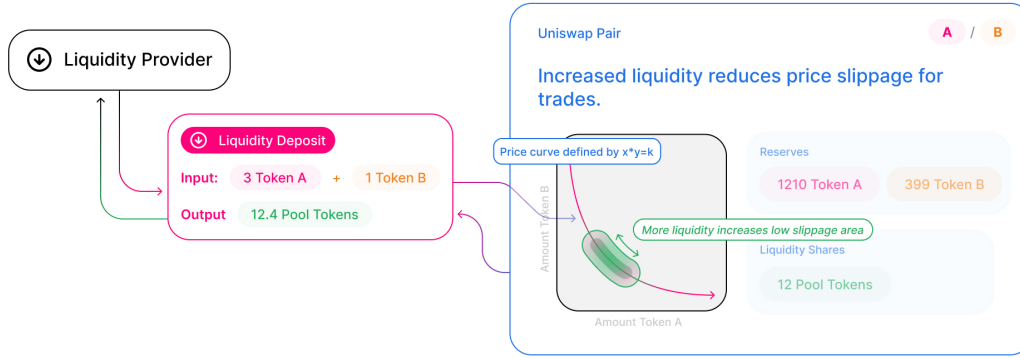 Liquidity Provider
Liquidity Deposit
Input: 3 Token A + 1 Token B
Output 12.4 Pool Tokens
Uniswap Pair
A / B
Increased liquidity reduces price slippage for
trades.
Price curve defined by x*y=k
Amount Token B
More liquidity increases low slippage area
Amount Token A
Reserves
1210 Token A
399 Token B
Liquidity Shares
12 Pool Tokens